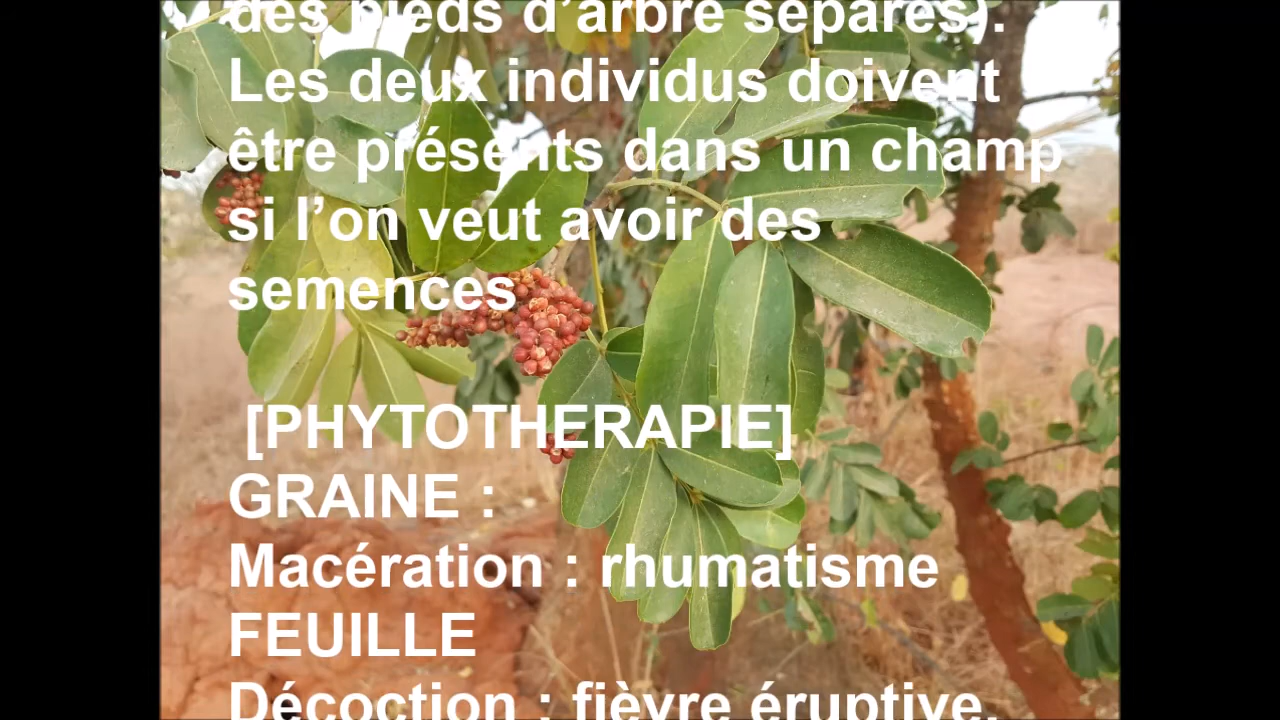 des pieds d’arbre séparés).
Les deux individus doivent
être présents dans un champ
si l’on veut avoir des
semences
[PHYTOTHERAPIE]
GRAINE :
Macération : rhumatisme
FEUILLE
Décoction : fièvre éruptive,